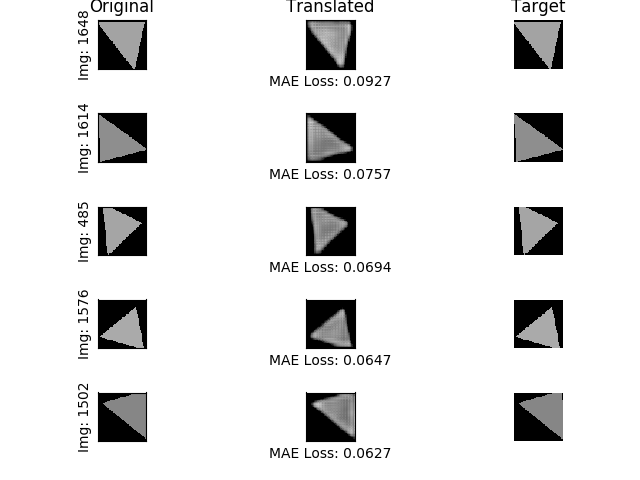 Original Translated Target
Img: 1648
MAE Loss: 0.0927
Img: 1614
MAE Loss: 0.0757
Img: 485
MAE Loss: 0.0694
Img: 1576
MAE Loss: 0.0647
Img: 1502
MAE Loss: 0.0627